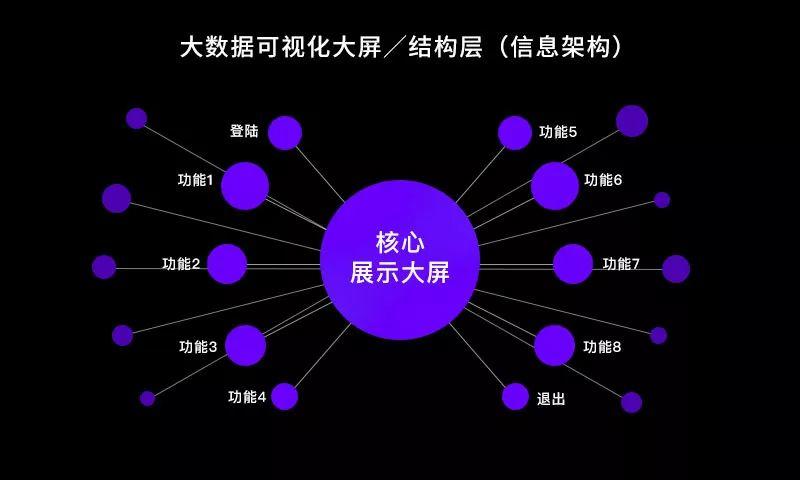 大数据可视化大屏／结构层（信息架构）
登陆
功能5
功能1
功能6
核心
展示大屏
功能2
功能7
功能3
功能8
功能4
退出